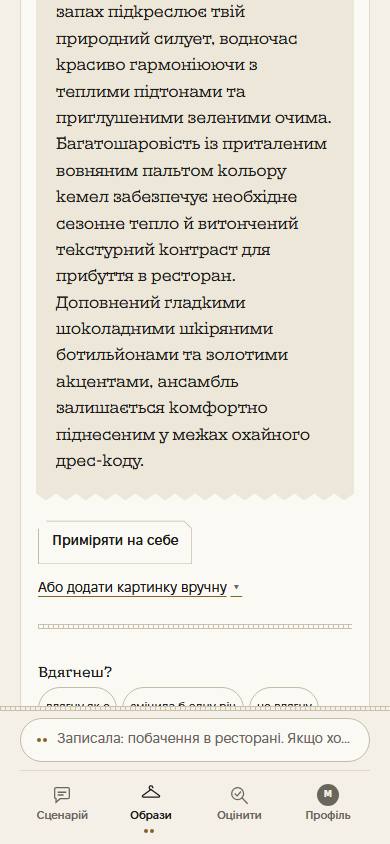 запах підкреслює твій
природний силует, водночас
красиво гармоніюючи з
теплими підтонами та
приглушеними зеленими очима.
Багатошаровість із приталеним
вовняним пальтом кольору
кемел забезпечує необхідне
сезонне тепло й витончений
текстурний контраст для
прибуття в ресторан.
Доповнений гладкими
шоколадними шкіряними
ботильйонами та золотими
акцентами, ансамбль
залишається комфортно
піднесеним у межах охайного
дрес-коду.
Приміряти на себе
Або додати картинку вручну
Вдягнеш?
Записала: побачення в ресторані. Якщо хо...
Сценарій Образи Оцінити Профіль
М